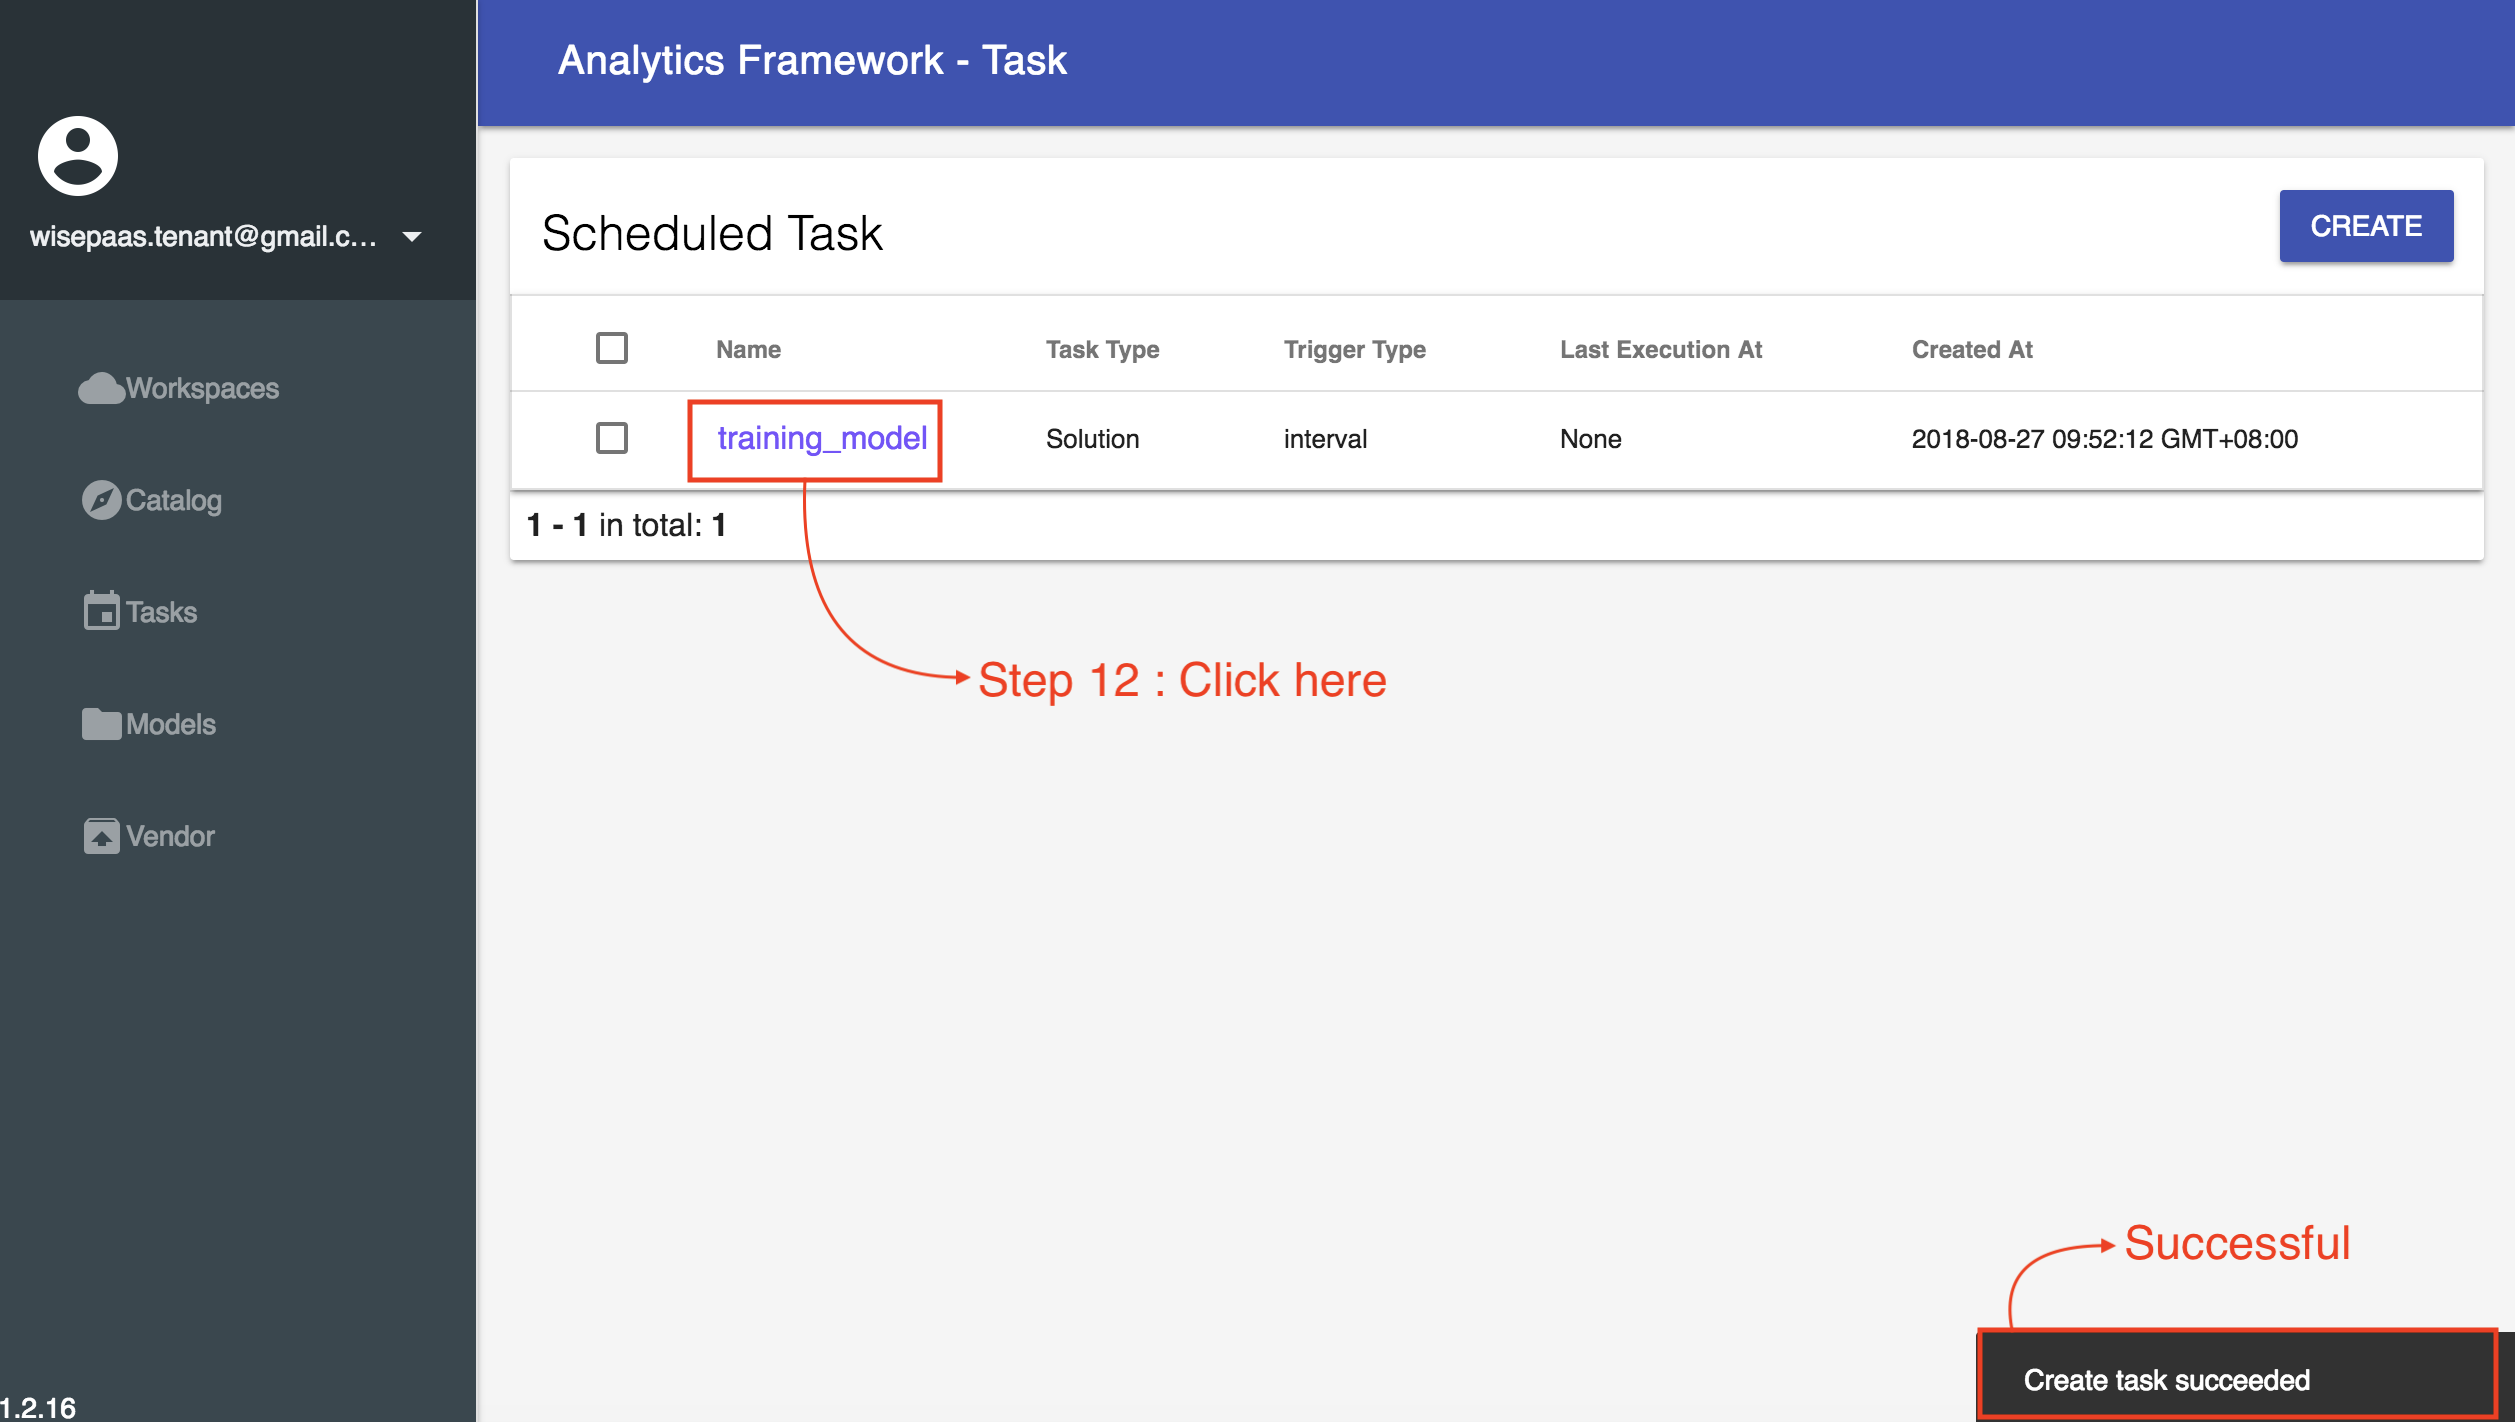 Analytics Framework - Task
wisepaas.tenant@gmail.c...
Workspaces
Catalog
Tasks
Models
Vendor
1.2.16
Scheduled Task
CREATE
Name Task Type Trigger Type Last Execution At Created At
training_model Solution interval None 2018-08-27 09:52:12 GMT+08:00
1 - 1 in total: 1
Step 12 : Click here
Successful
Create task succeeded